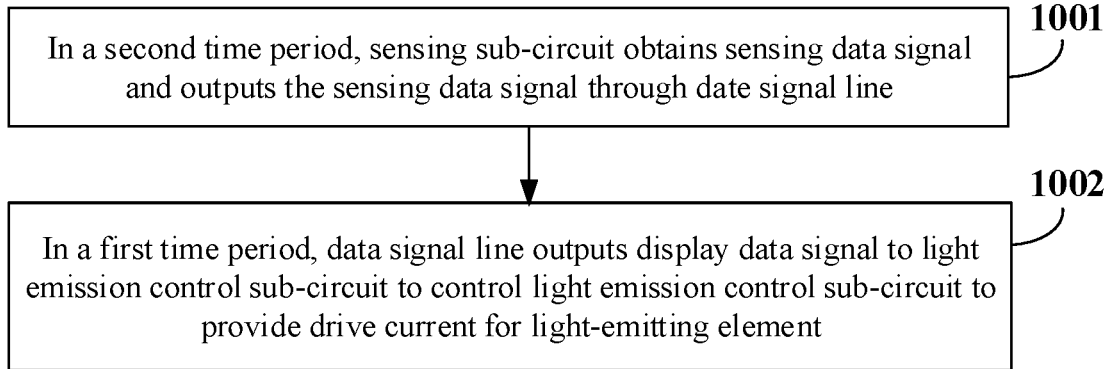 1001
In a second time period, sensing sub-circuit obtains sensing data signal
and outputs the sensing data signal through date signal line
1002
In a first time period, data signal line outputs display data signal to light
emission control sub-circuit to control light emission control sub-circuit to
provide drive current for light-emitting element